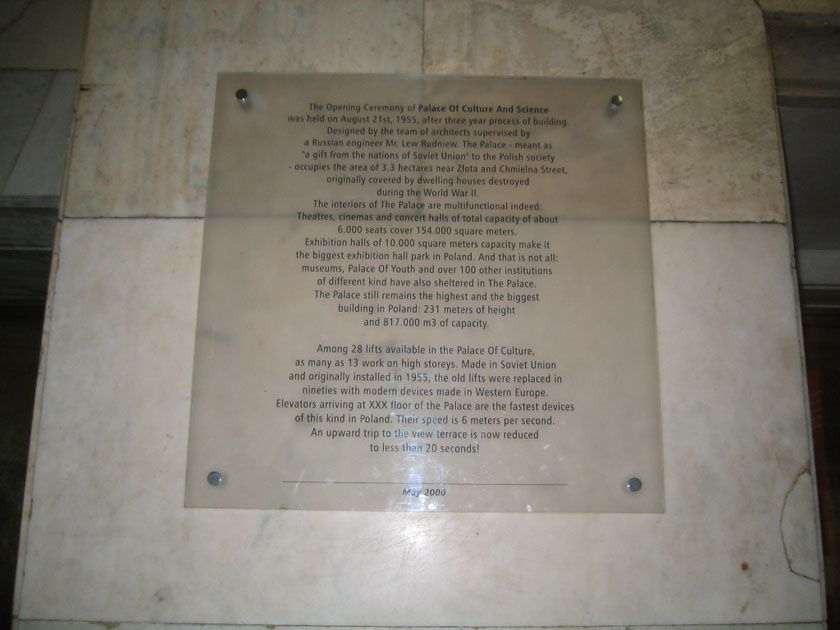 The Opening Ceremony of Palace Of Culture And Science
was held on August 21st, 1955, after three year process of building.
Designed by the team of architects supervised by
a Russian engineer Mr. Lew Rudniew. The Palace - meant as
"a gift from the nations of Soviet Union" to the Polish society
- occupies the area of 3.3 hectares near Złota and Chmielna Street,
originally covered by dwelling houses destroyed
during the World War II.
The interiors of The Palace are multifunctional indeed:
Theatres, cinemas and concert halls of total capacity of about
6.000 seats cover 154.000 square meters.
Exhibition halls of 10.000 square meters capacity make it
the biggest exhibition hall park in Poland. And that is not all:
museums, Palace Of Youth and over 100 other institutions
of different kind have also sheltered in The Palace.
The Palace still remains the highest and the biggest
building in Poland: 231 meters of height
and 817.000 m3 of capacity.
Among 28 lifts available in the Palace Of Culture,
as many as 13 work on high storeys. Made in Soviet Union
and originally installed in 1955, the old lifts were replaced in
nineties with modern devices made in Western Europe.
Elevators arriving at XXX floor of the Palace are the fastest devices
of this kind in Poland. Their speed is 6 meters per second.
An upward trip to the view terrace is now reduced
to less than 20 seconds!
May 2000